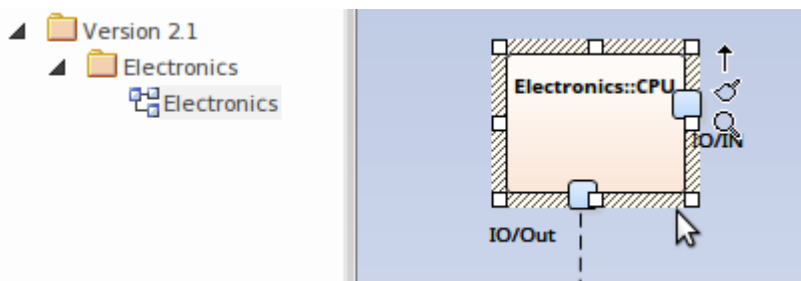 Version 2.1
Electronics
Electronics
Electronics::CPU
IO/IN
IO/Out